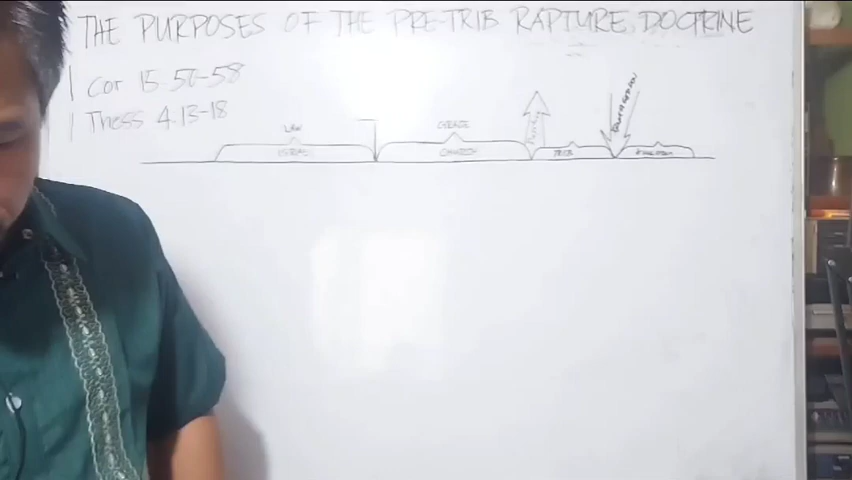 THE PURPOSES OF THE PRE-TRIB RAPTURE DOCTRINE
1 Cor 15.50-58
1 Thess 4.13-18
LAW
GRACE
ISRAEL
CHURCH
TRIB